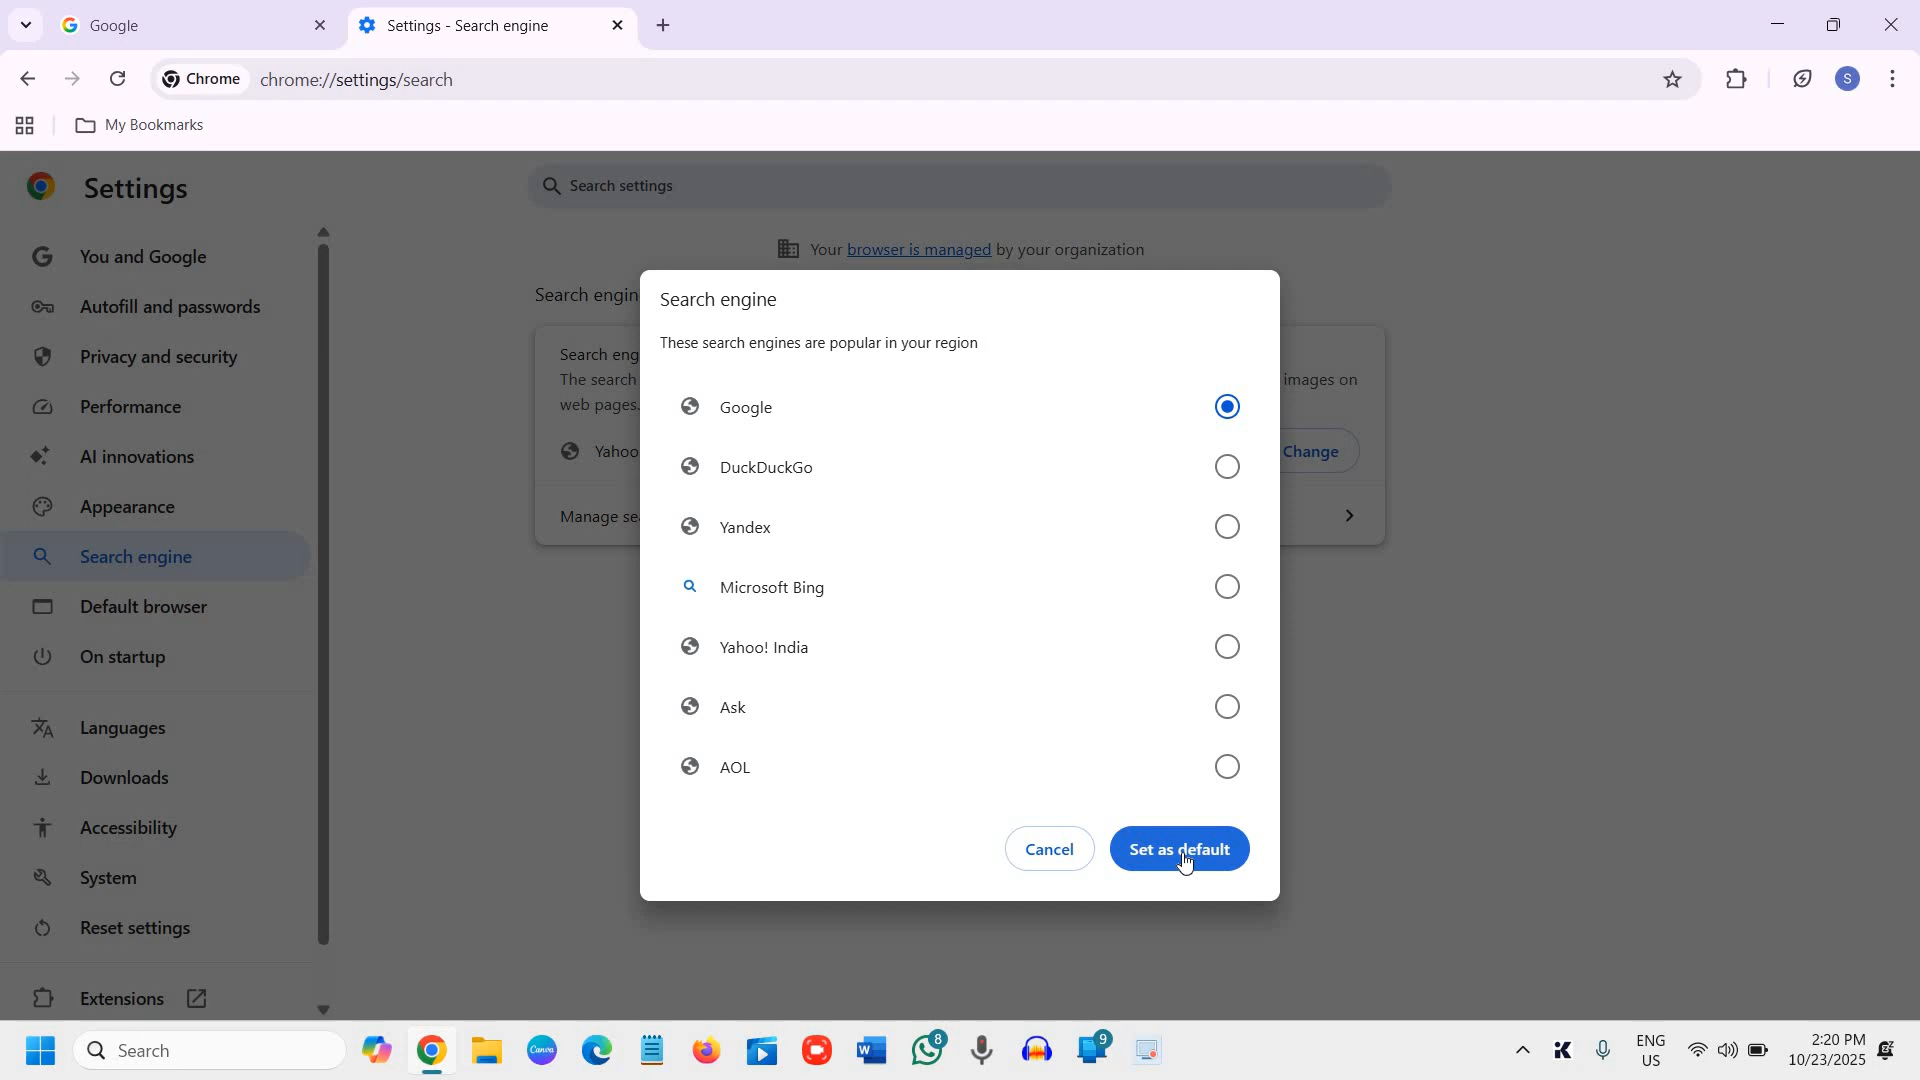 Google
Settings - Search engine
Chrome
chrome://settings/search
S
My Bookmarks
Settings
Search settings
You and Google
Autofill and passwords
Privacy and security
Performance
AI innovations
Appearance
Search engine
Default browser
On startup
Languages
Downloads
Accessibility
System
Reset settings
Extensions
Your browser is managed by your organization
Search engin
Search eng
The search
images on
web pages.
Yahoo
Change
Manage se
Search engine
These search engines are popular in your region
Google
DuckDuckGo
Yandex
Microsoft Bing
Yahoo! India
Ask
AOL
Cancel
Set as default
Search
Canva
8
9
ENG
US
2:20 PM
10/23/2025